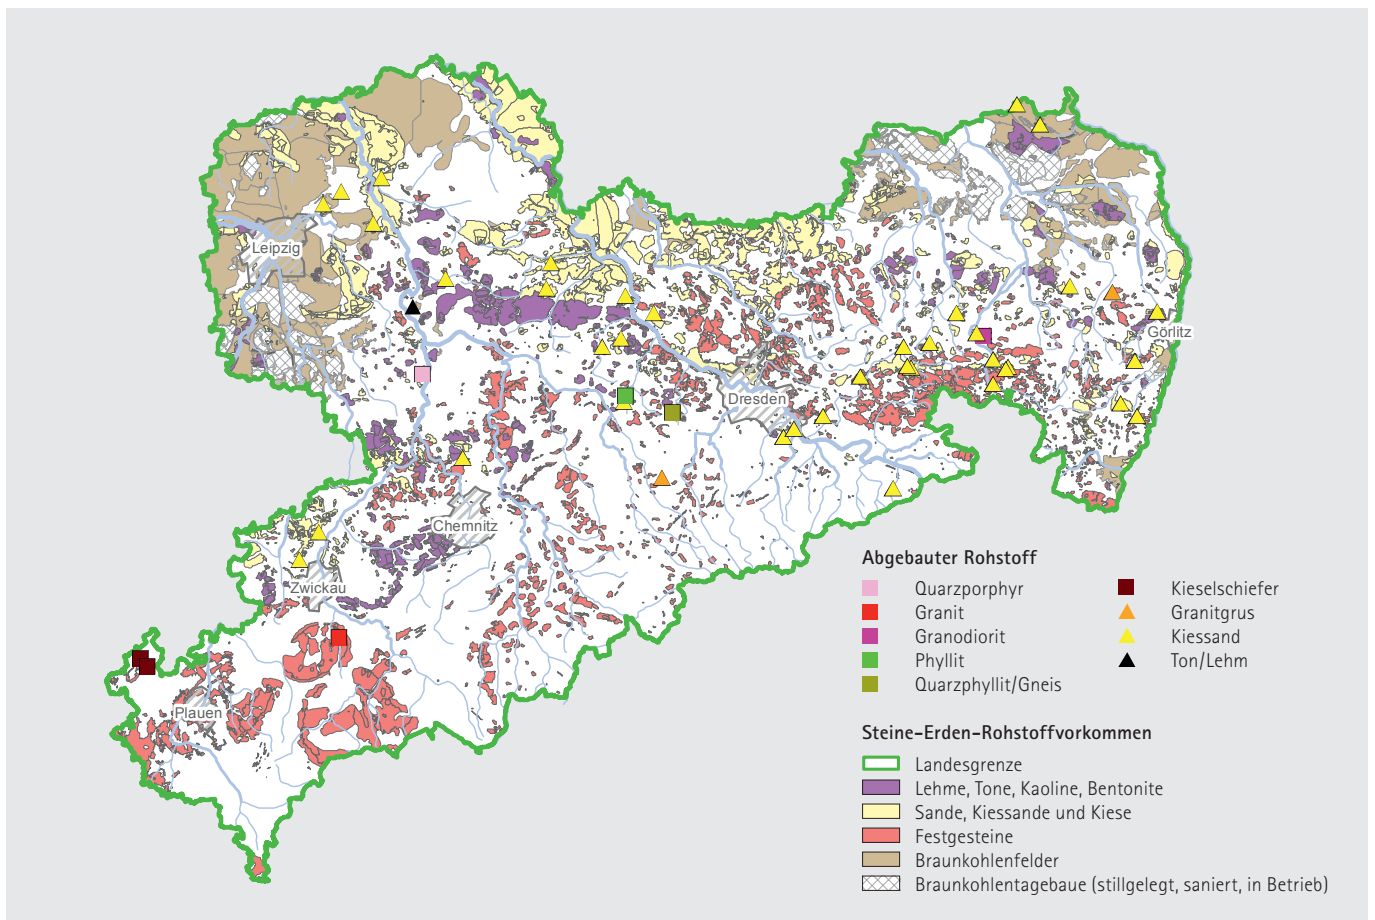 Leipzig
Görlitz
Dresden
Chemnitz
Zwickau
Plauen
Abgebauter Rohstoff
Quarzporphyr
Granit
Granodiorit
Phyllit
Quarzphyllit/Gneis
Kieselschiefer
Granitgrus
Kiessand
Ton/Lehm
Steine-Erden-Rohstoffvorkommen
Landesgrenze
Lehme, Tone, Kaoline, Bentonite
Sande, Kiessande und Kiese
Festgesteine
Braunkohlenfelder
Braunkohlentagebaue (stillgelegt, saniert, in Betrieb)